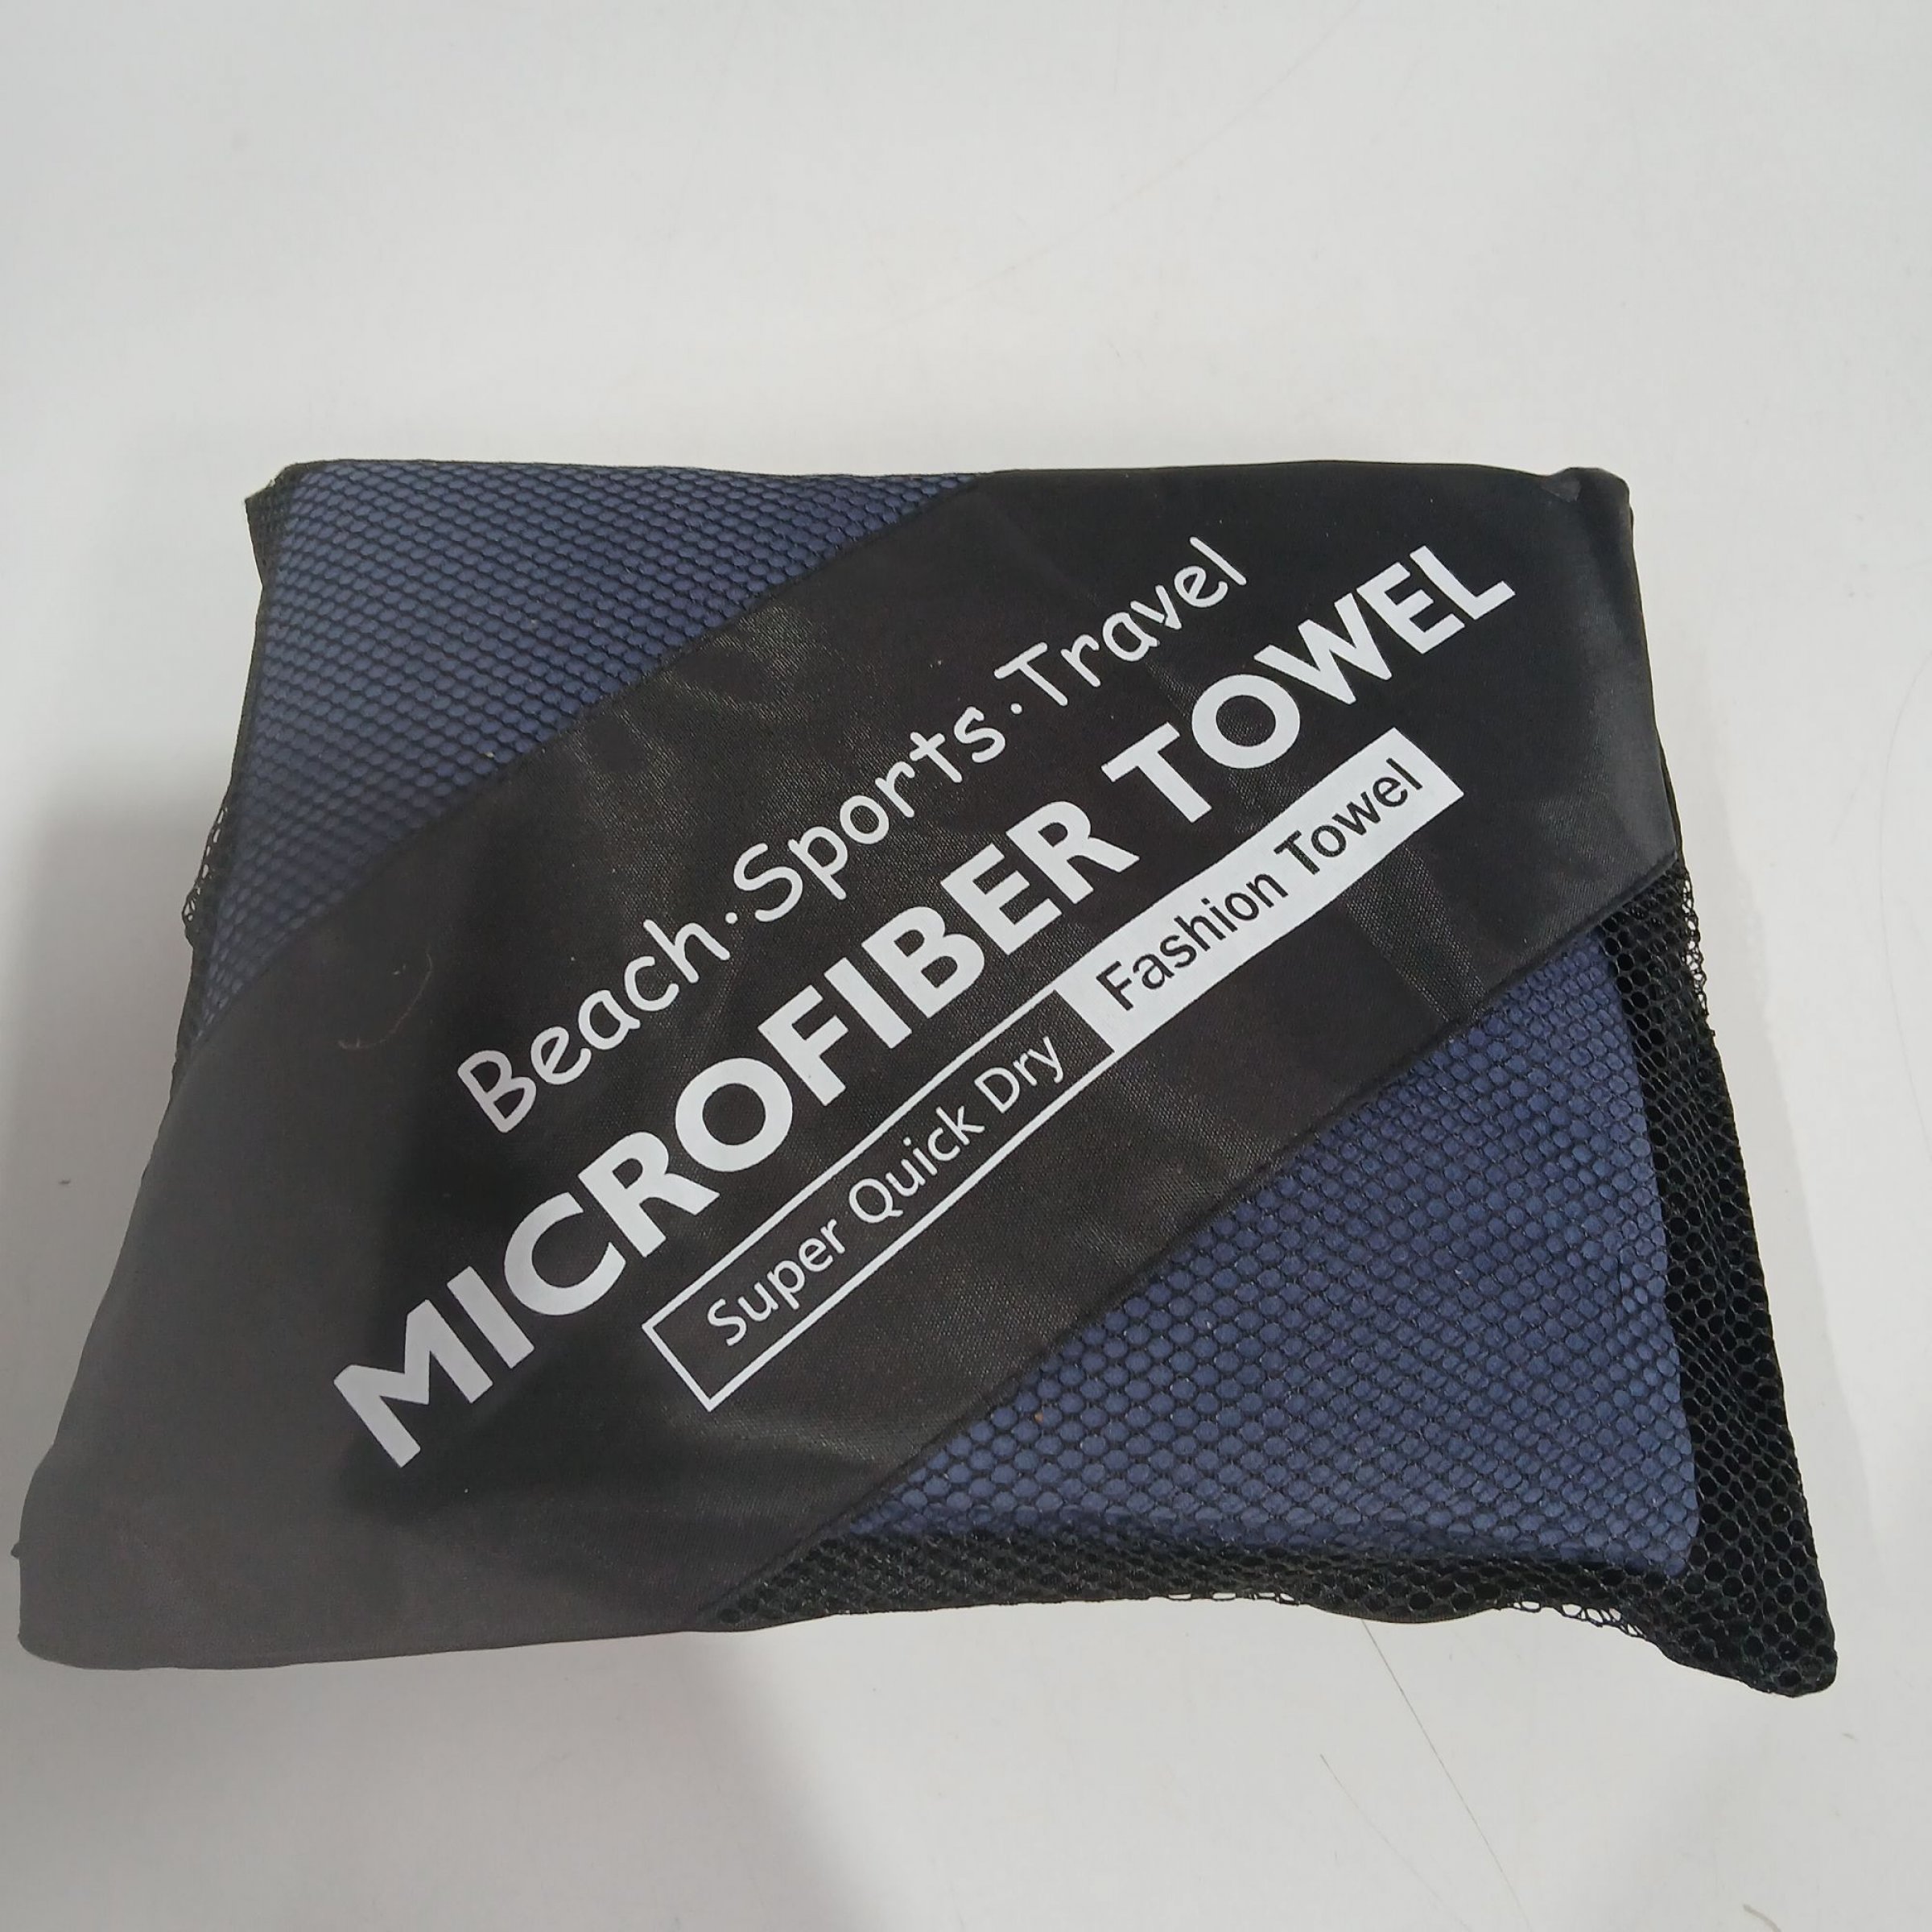 Beach·Sports·Travel
MICROFIBER TOWEL
Super Quick Dry Fashion Towel